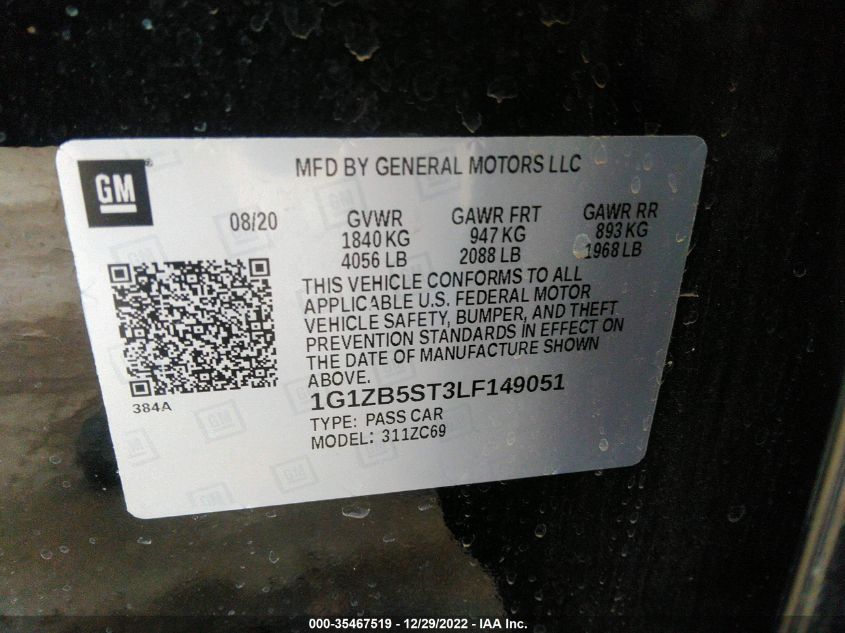 GM®
MFD BY GENERAL MOTORS LLC
08/20 GVWR GAWR FRT GAWR RR
1840 KG 947 KG 893 KG
4056 LB 2088 LB 1968 LB
THIS VEHICLE CONFORMS TO ALL
APPLICABLE U.S. FEDERAL MOTOR
VEHICLE SAFETY, BUMPER, AND THEFT
PREVENTION STANDARDS IN EFFECT ON
THE DATE OF MANUFACTURE SHOWN
ABOVE.
384A
1G1ZB5ST3LF149051
TYPE: PASS CAR
MODEL: 311ZC69
000-35467519 - 12/29/2022 - IAA Inc.